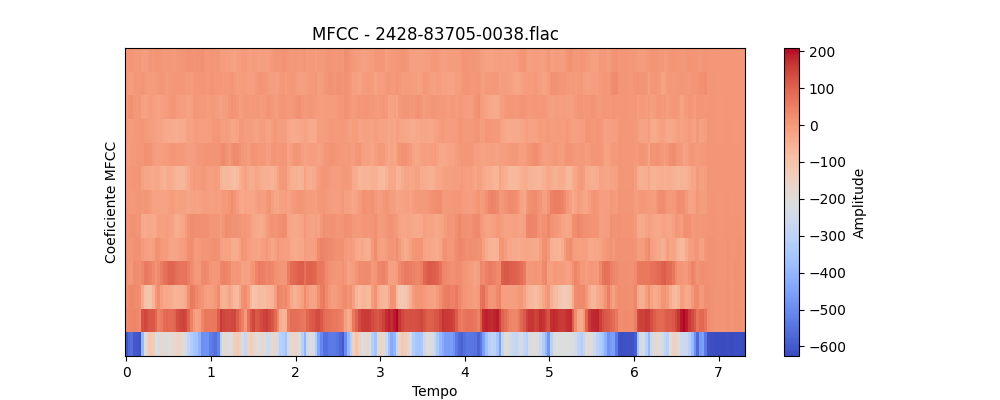 MFCC - 2428-83705-0038.flac
Coeficiente MFCC
0 1 2 3 4 5 6 7
Tempo
200
100
0
−100
−200
−300
−400
−500
−600
Amplitude